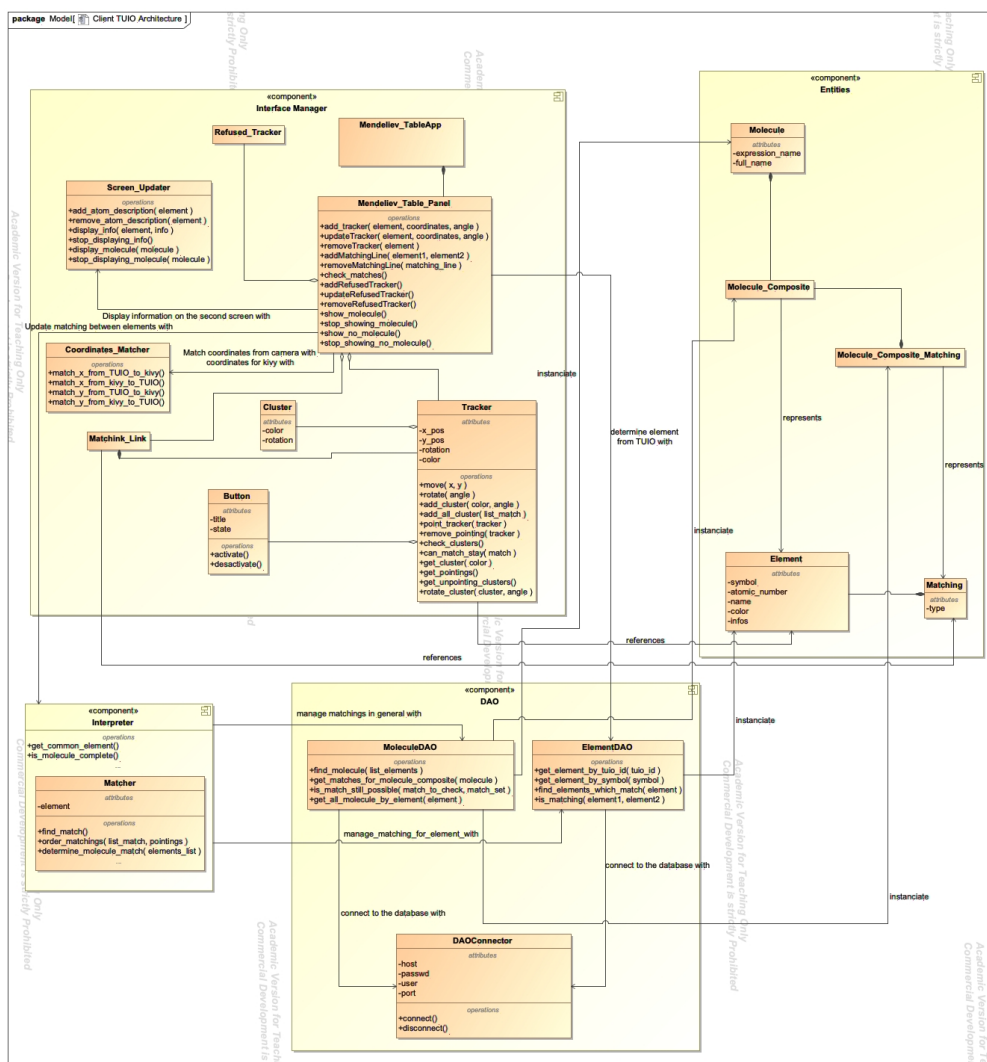 package Model[ Client TUIO Architecture ]
«component»
Interface Manager
Refused_Tracker
Mendeliev_TableApp
Screen_Updater
operations
+add_atom_description( element )
+remove_atom_description( element )
+display_info( element, info )
+stop_displaying_info()
+display_molecule( molecule )
+stop_displaying_molecule( molecule )
Mendeliev_Table_Panel
operations
+add_tracker( element, coordinates, angle )
+updateTracker( element, coordinates, angle )
+removeTracker( element )
+addMatchingLine( element1, element2 )
+removeMatchingLine( matching_line )
+check_matches()
+addRefusedTracker()
+updateRefusedTracker()
+removeRefusedTracker()
+show_molecule()
+stop_showing_molecule()
+show_no_molecule()
+stop_showing_no_molecule()
Display information on the second screen with
Update matching between elements with
Match coordinates from camera with
coordinates for kivy with
Coordinates_Matcher
operations
+match_x_from_TUIO_to_kivy()
+match_x_from_kivy_to_TUIO()
+match_y_from_TUIO_to_kivy()
+match_y_from_kivy_to_TUIO()
Cluster
attributes
-color
-rotation
Matchink_Link
Tracker
attributes
-x_pos
-y_pos
-rotation
-color
operations
+move( x, y )
+rotate( angle )
+add_cluster( color, angle )
+add_all_cluster( list_match )
+point_tracker( tracker )
+remove_pointing( tracker )
+check_clusters()
+can_match_stay( match )
+get_cluster( color )
+get_pointings()
+get_unpointing_clusters()
+rotate_cluster( cluster, angle )
Button
attributes
-title
-state
operations
+activate()
+desactivate()
«component»
Entities
Molecule
attributes
-expression_name
-full_name
Molecule_Composite
Molecule_Composite_Matching
instanciate
represents
determine element
from TUIO with
represents
instanciate
Element
attributes
-symbol
-atomic_number
-name
-color
-infos
Matching
attributes
-type
references
references
«component»
Interpreter
operations
+get_common_element()
+is_molecule_complete()
...
Matcher
attributes
-element
operations
+find_match()
+order_matchings( list_match, pointings )
+determine_molecule_match( elements_list )
...
manage matchings in general with
«component»
DAO
MoleculeDAO
operations
+find_molecule( list_elements )
+get_matches_for_molecule_composite( molecule )
+is_match_still_possible( match_to_check, match_set )
+get_all_molecule_by_element( element )
ElementDAO
operations
+get_element_by_tuio_id( tuio_id )
+get_element_by_symbol( symbol )
+find_elements_which_match( element )
+is_matching( element1, element2 )
instanciate
manage_matching_for_element_with
connect to the database with
instanciate
connect to the database with
DAOConnector
attributes
-host
-passwd
-user
-port
operations
+connect()
+disconnect()
Academic Version for Teaching Only
Commercial Development is strictly Prohibited